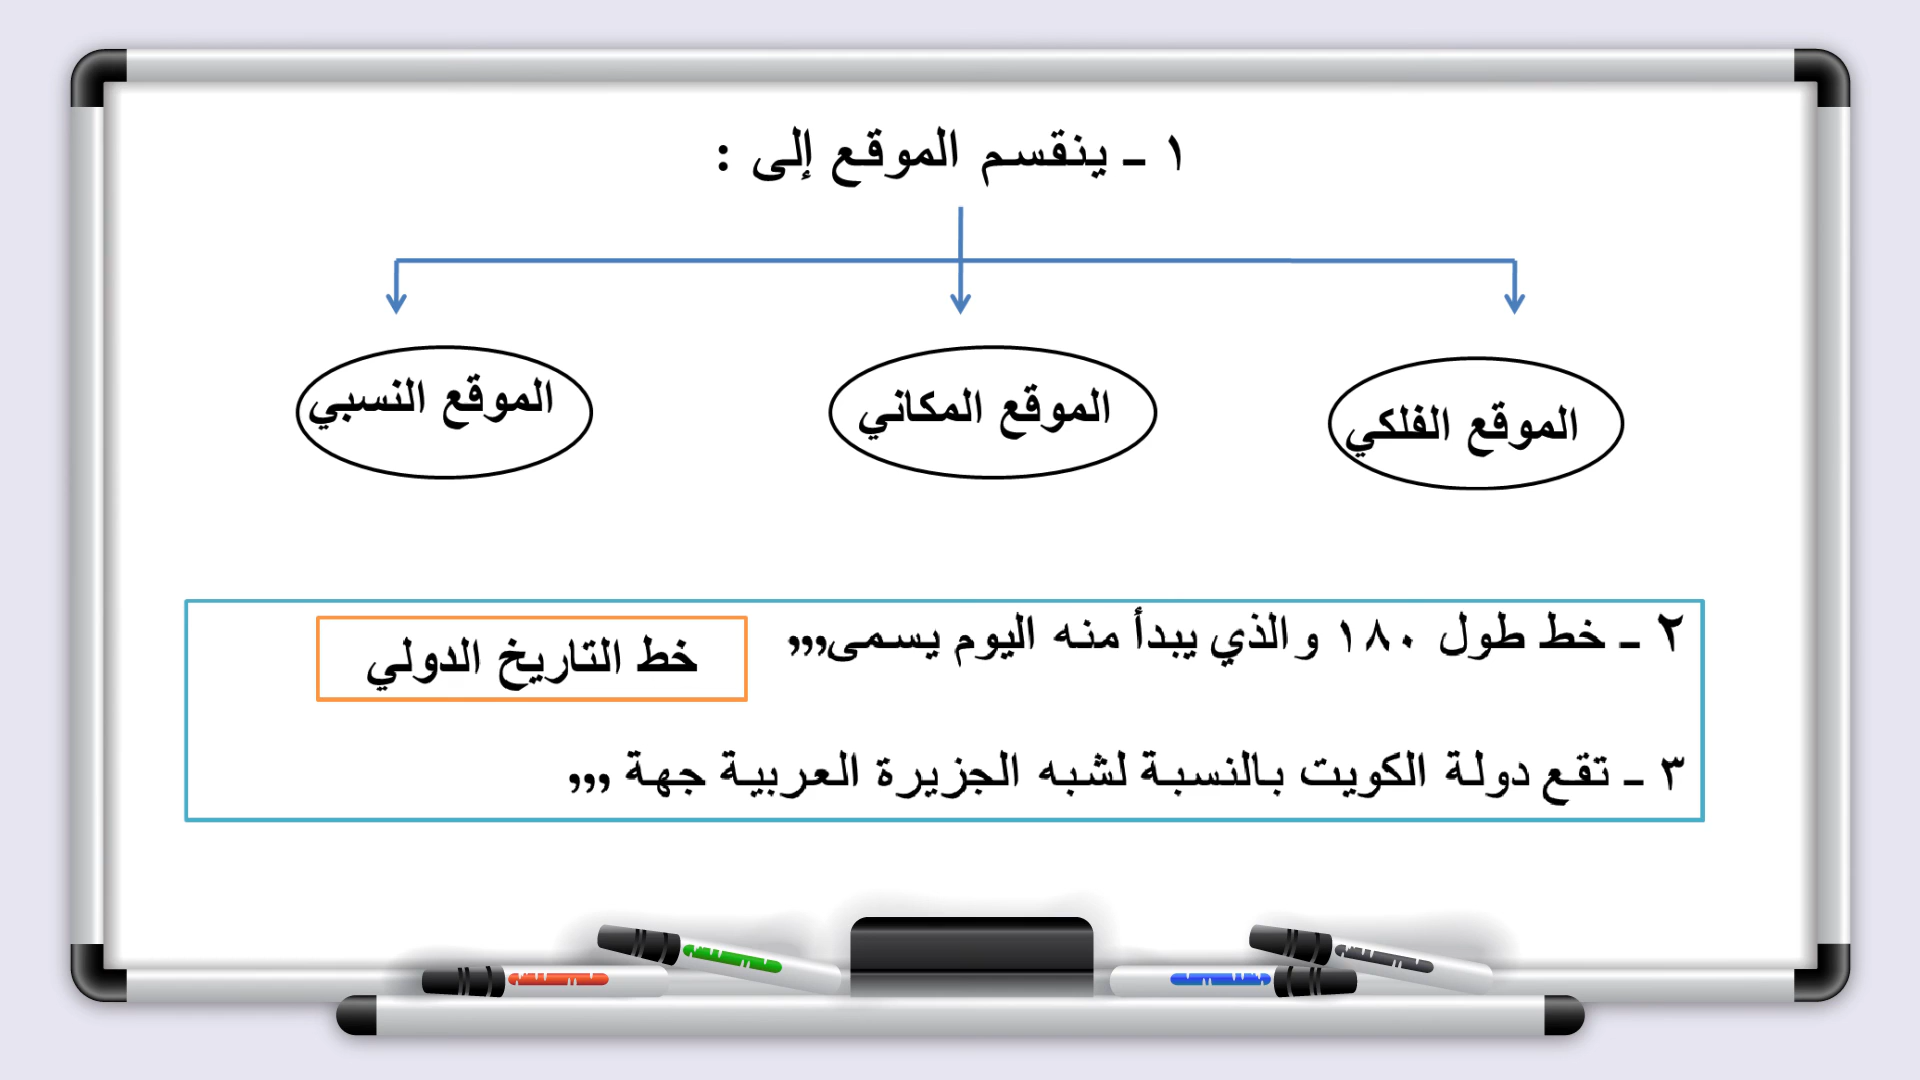 ١ - ينقسم الموقع إلى :
الموقع الفلكي
الموقع المكاني
الموقع النسبي
٢ - خط طول ١٨٠ والذي يبدأ منه اليوم يسمى,,,
خط التاريخ الدولي
٣ - تقع دولة الكويت بالنسبة لشبه الجزيرة العربية جهة ,,,